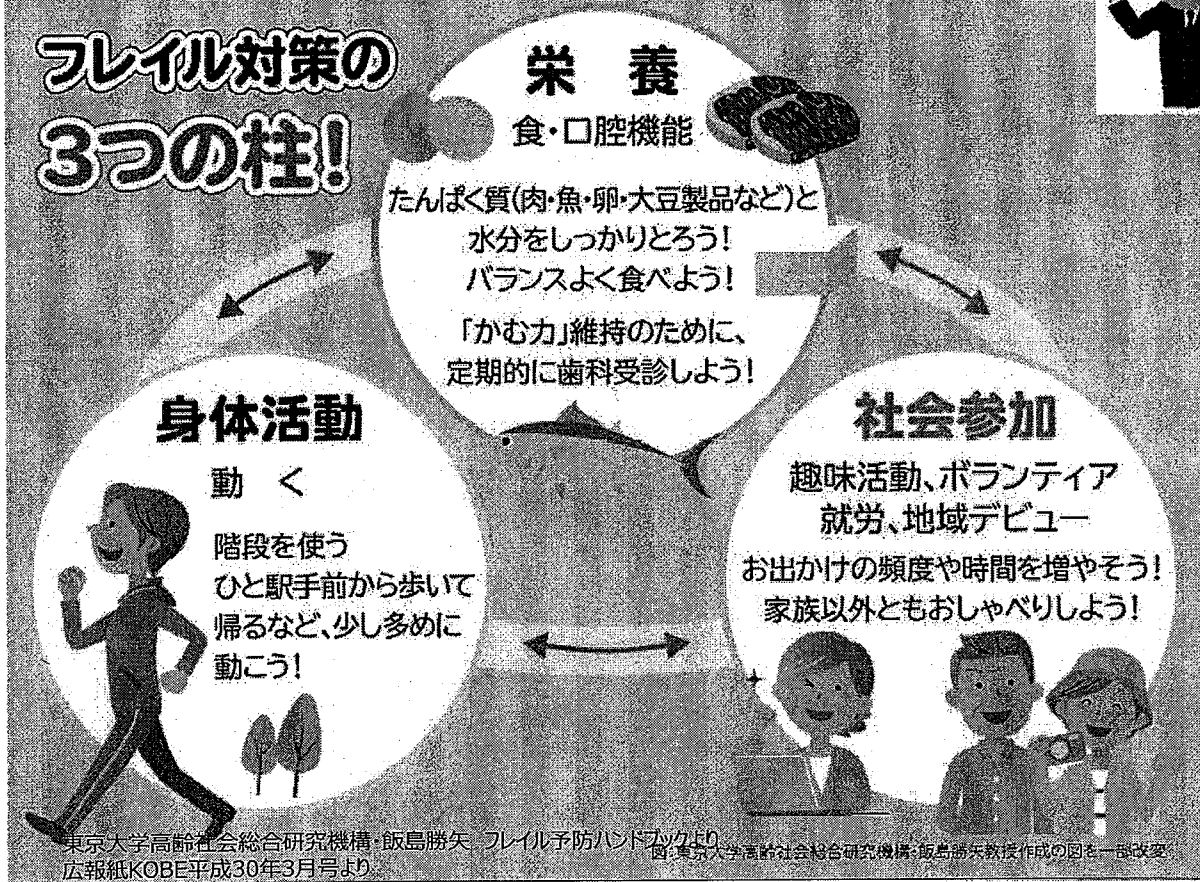 フレイル対策の
3つの柱!
栄 養
食・口腔機能
たんぱく質(肉・魚・卵・大豆製品など)と
水分をしっかりとろう!
バランスよく食べよう!
「かむ力」維持のために、
定期的に歯科受診しよう!
身体活動
動 く
階段を使う
ひと駅手前から歩いて
帰るなど、少し多めに
動こう!
社会参加
趣味活動、ボランティア
就労、地域デビュー
お出かけの頻度や時間を増やそう!
家族以外ともおしゃべりしよう!
東京大学高齢社会総合研究機構・飯島勝矢 フレイル予防ハンドブックより
広報紙KOBE平成30年3月号より
図:東京大学高齢社会総合研究機構・飯島勝矢教授作成の図を一部改変